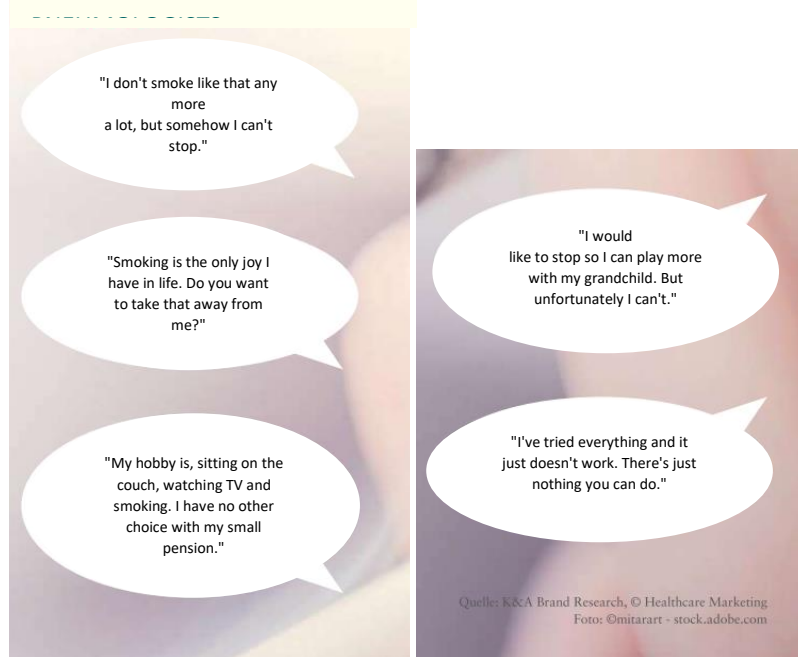 "I don't smoke like that any
more
a lot, but somehow I can't
stop."
"Smoking is the only joy I
have in life. Do you want
to take that away from
me?"
"My hobby is, sitting on the
couch, watching TV and
smoking. I have no other
choice with my small
pension."
"I would
like to stop so I can play more
with my grandchild. But
unfortunately I can't."
"I've tried everything and it
just doesn't work. There's just
nothing you can do."
Quelle: K&A Brand Research, © Healthcare Marketing
Foto: ©mitarart - stock.adobe.com